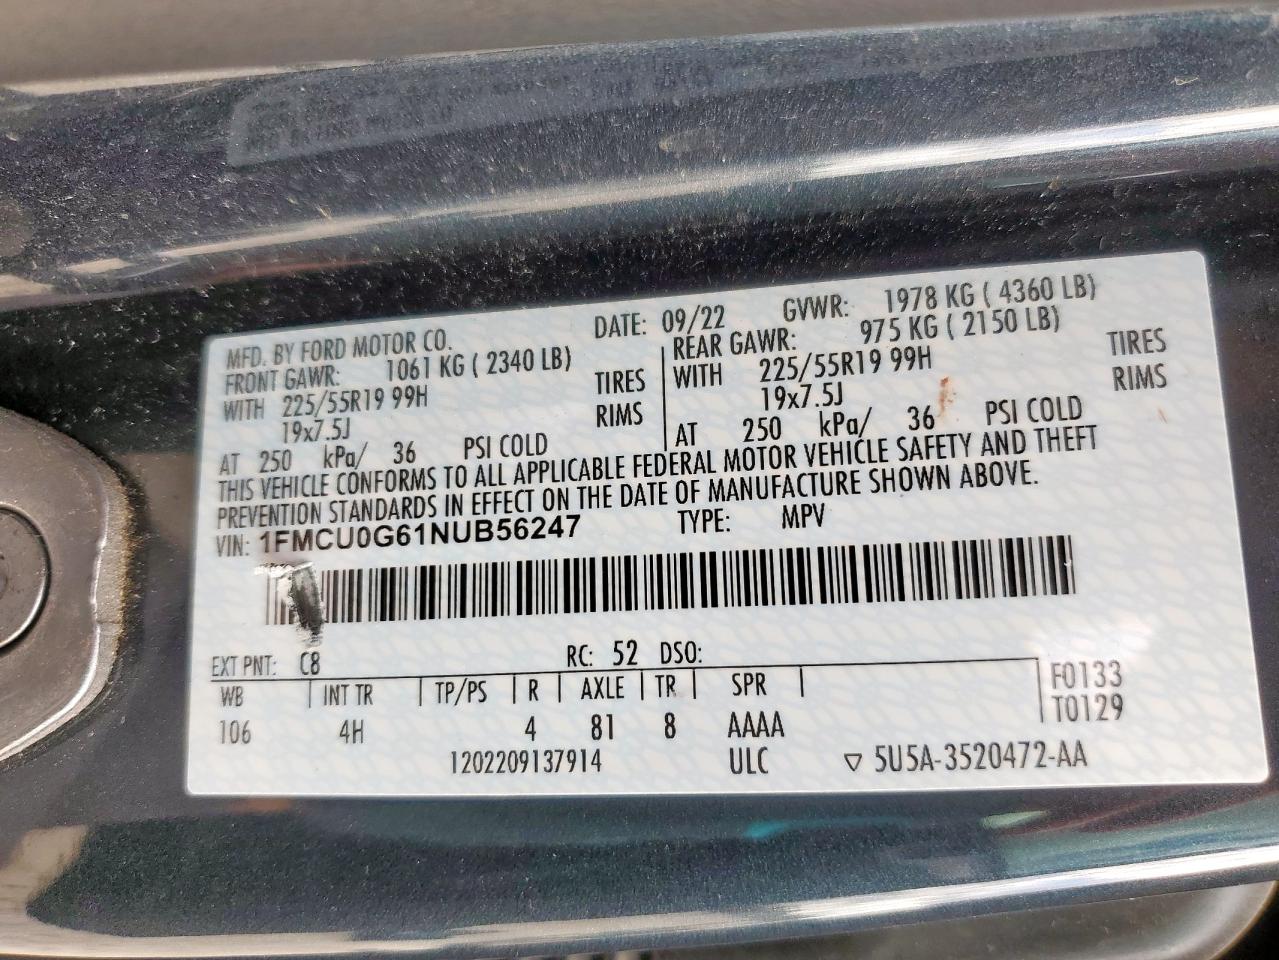 MFD. BY FORD MOTOR CO. DATE: 09/22 GVWR: 1978 KG ( 4360 LB)
FRONT GAWR: 1061 KG ( 2340 LB) REAR GAWR: 975 KG ( 2150 LB)
WITH 225/55R19 99H TIRES WITH 225/55R19 99H TIRES
19x7.5J RIMS 19x7.5J RIMS
AT 250 kPa/ 36 PSI COLD AT 250 kPa/ 36 PSI COLD
THIS VEHICLE CONFORMS TO ALL APPLICABLE FEDERAL MOTOR VEHICLE SAFETY AND THEFT
PREVENTION STANDARDS IN EFFECT ON THE DATE OF MANUFACTURE SHOWN ABOVE.
VIN: 1FMCU0G61NUB56247 TYPE: MPV
EXT PNT: C8 RC: 52 DSO:
WB INT TR TP/PS R AXLE TR SPR F0133
106 4H 4 81 8 AAAA T0129
1202209137914 ULC ▽ 5U5A-3520472-AA